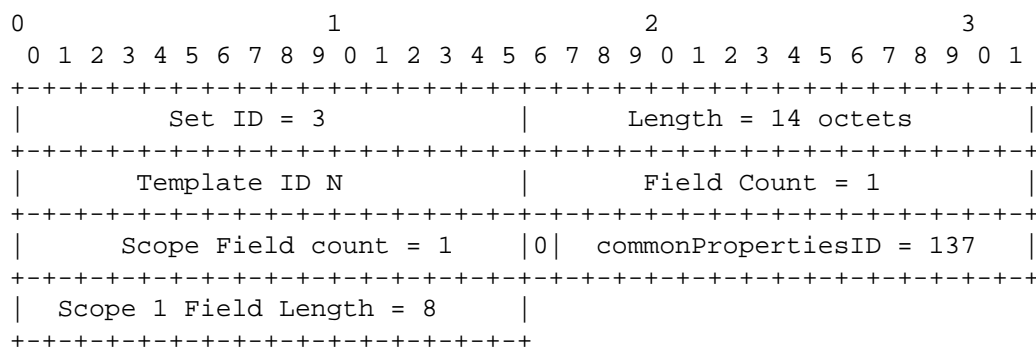 0                   1                   2                   3
 0 1 2 3 4 5 6 7 8 9 0 1 2 3 4 5 6 7 8 9 0 1 2 3 4 5 6 7 8 9 0 1
+-+-+-+-+-+-+-+-+-+-+-+-+-+-+-+-+-+-+-+-+-+-+-+-+-+-+-+-+-+-+-+-+
|         Set ID = 3            |      Length = 14 octets       |
+-+-+-+-+-+-+-+-+-+-+-+-+-+-+-+-+-+-+-+-+-+-+-+-+-+-+-+-+-+-+-+-+
|       Template ID N           |       Field Count = 1         |
+-+-+-+-+-+-+-+-+-+-+-+-+-+-+-+-+-+-+-+-+-+-+-+-+-+-+-+-+-+-+-+-+
|      Scope Field count = 1    |0|  commonPropertiesID = 137   |
+-+-+-+-+-+-+-+-+-+-+-+-+-+-+-+-+-+-+-+-+-+-+-+-+-+-+-+-+-+-+-+-+
|  Scope 1 Field Length = 8     |
+-+-+-+-+-+-+-+-+-+-+-+-+-+-+-+-+